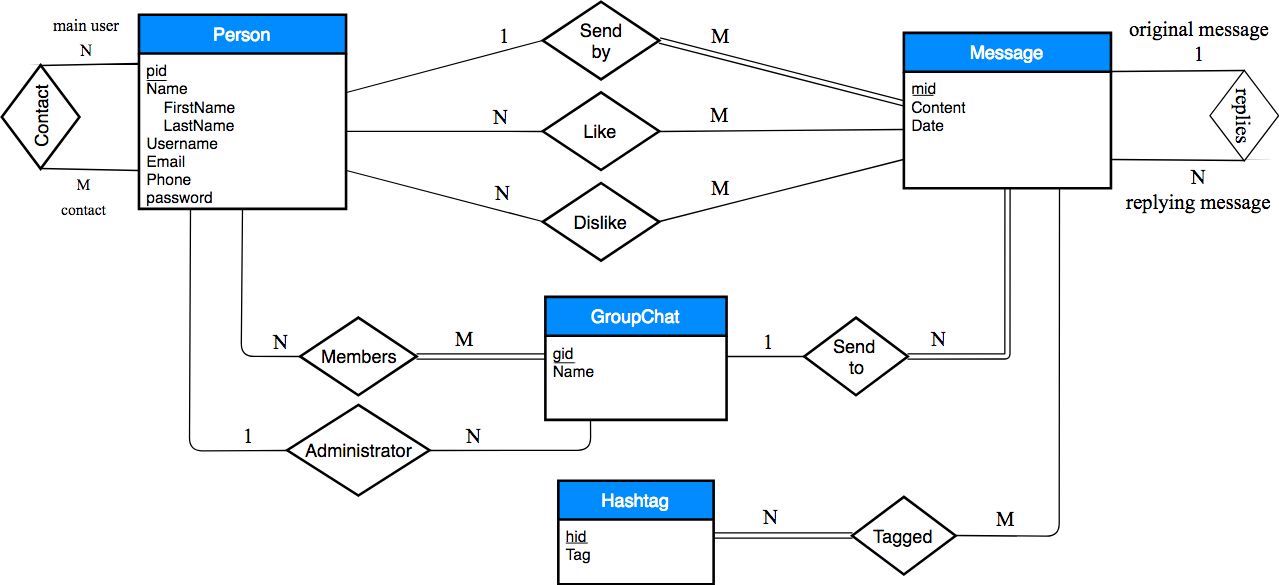 main user
N
Contact
M
contact
Person
pid
Name
FirstName
LastName
Username
Email
Phone
password
1
Send
by
M
N
Like
M
N
Dislike
M
Message
mid
Content
Date
original message
1
replies
N
replying message
N
Members
M
GroupChat
gid
Name
1
Send
to
N
1
Administrator
N
Hashtag
hid
Tag
N
Tagged
M